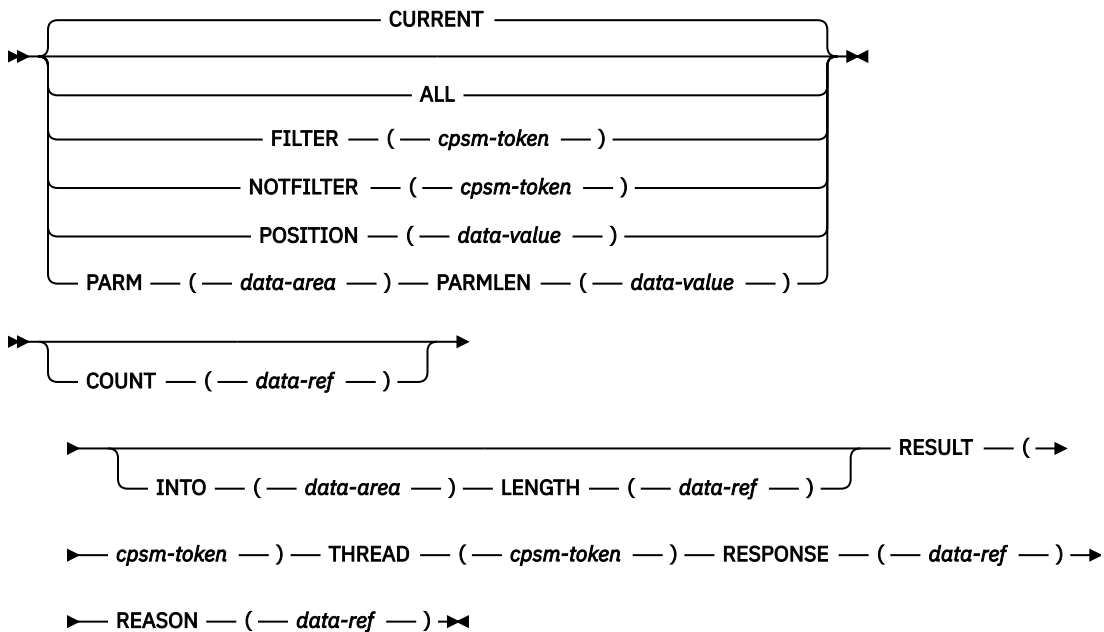 CURRENT
ALL
FILTER ( cpsm-token )
NOTFILTER ( cpsm-token )
POSITION ( data-value )
PARM ( data-area ) PARMLEN ( data-value )
COUNT ( data-ref )
RESULT (
INTO ( data-area ) LENGTH ( data-ref )
cpsm-token ) THREAD ( cpsm-token ) RESPONSE ( data-ref )
REASON ( data-ref )